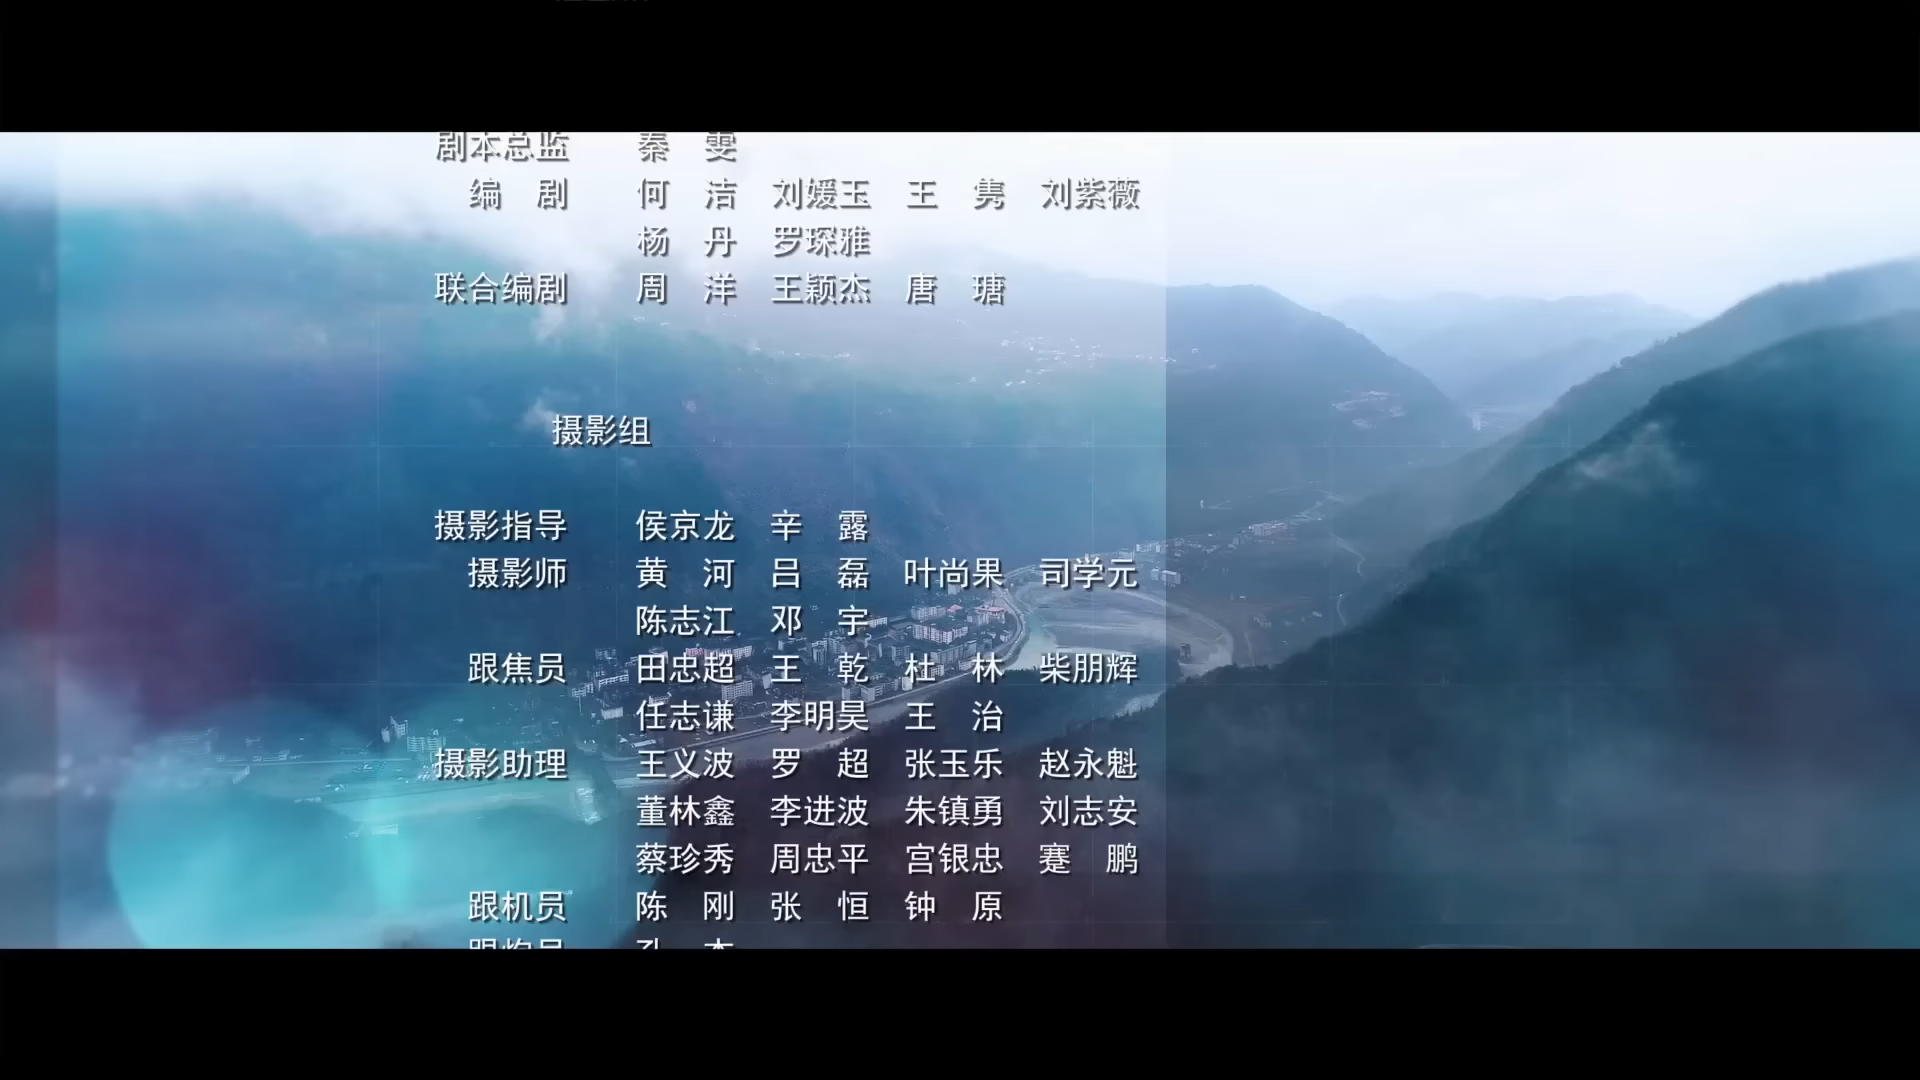 剧本总监 秦 雯
编 剧 何 洁 刘媛玉 王 隽 刘紫薇
杨 丹 罗琛雅
联合编剧 周 洋 王颖杰 唐 瑭
摄影组
摄影指导 侯京龙 辛 露
摄影师 黄 河 吕 磊 叶尚果 司学元
陈志江 邓 宇
跟焦员 田忠超 王 乾 杜 林 柴朋辉
任志谦 李明昊 王 治
摄影助理 王义波 罗 超 张玉乐 赵永魁
董林鑫 李进波 朱镇勇 刘志安
蔡珍秀 周忠平 宫银忠 蹇 鹏
跟机员 陈 刚 张 恒 钟 原